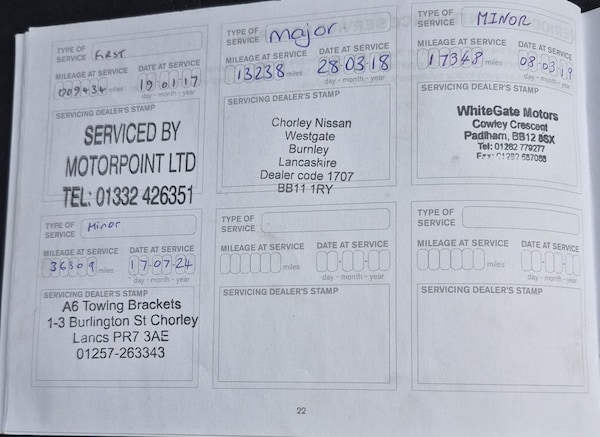 TYPE OF SERVICE First
MILEAGE AT SERVICE DATE AT SERVICE
009434 miles 19 01 17
day - month - year
SERVICING DEALER'S STAMP
SERVICED BY
MOTORPOINT LTD
TEL: 01332 426351
TYPE OF SERVICE Major
MILEAGE AT SERVICE DATE AT SERVICE
13238 miles 28 03 18
day - month - year
SERVICING DEALER'S STAMP
Chorley Nissan
Westgate
Burnley
Lancashire
Dealer code 1707
BB11 1RY
TYPE OF SERVICE MINOR
MILEAGE AT SERVICE DATE AT SERVICE
17348 miles 08 03 19
day - month - year
SERVICING DEALER'S STAMP
WhiteGate Motors
Cowley Crescent
Padiham, BB12 8SX
Tel: 01282 779277
Fax: 01282 687088
TYPE OF SERVICE Minor
MILEAGE AT SERVICE DATE AT SERVICE
36309 miles 17 07 24
day - month - year
SERVICING DEALER'S STAMP
A6 Towing Brackets
1-3 Burlington St Chorley
Lancs PR7 3AE
01257-263343
TYPE OF SERVICE
MILEAGE AT SERVICE DATE AT SERVICE
miles
day - month - year
SERVICING DEALER'S STAMP
TYPE OF SERVICE
MILEAGE AT SERVICE DATE AT SERVICE
miles
day - month - year
SERVICING DEALER'S STAMP
22